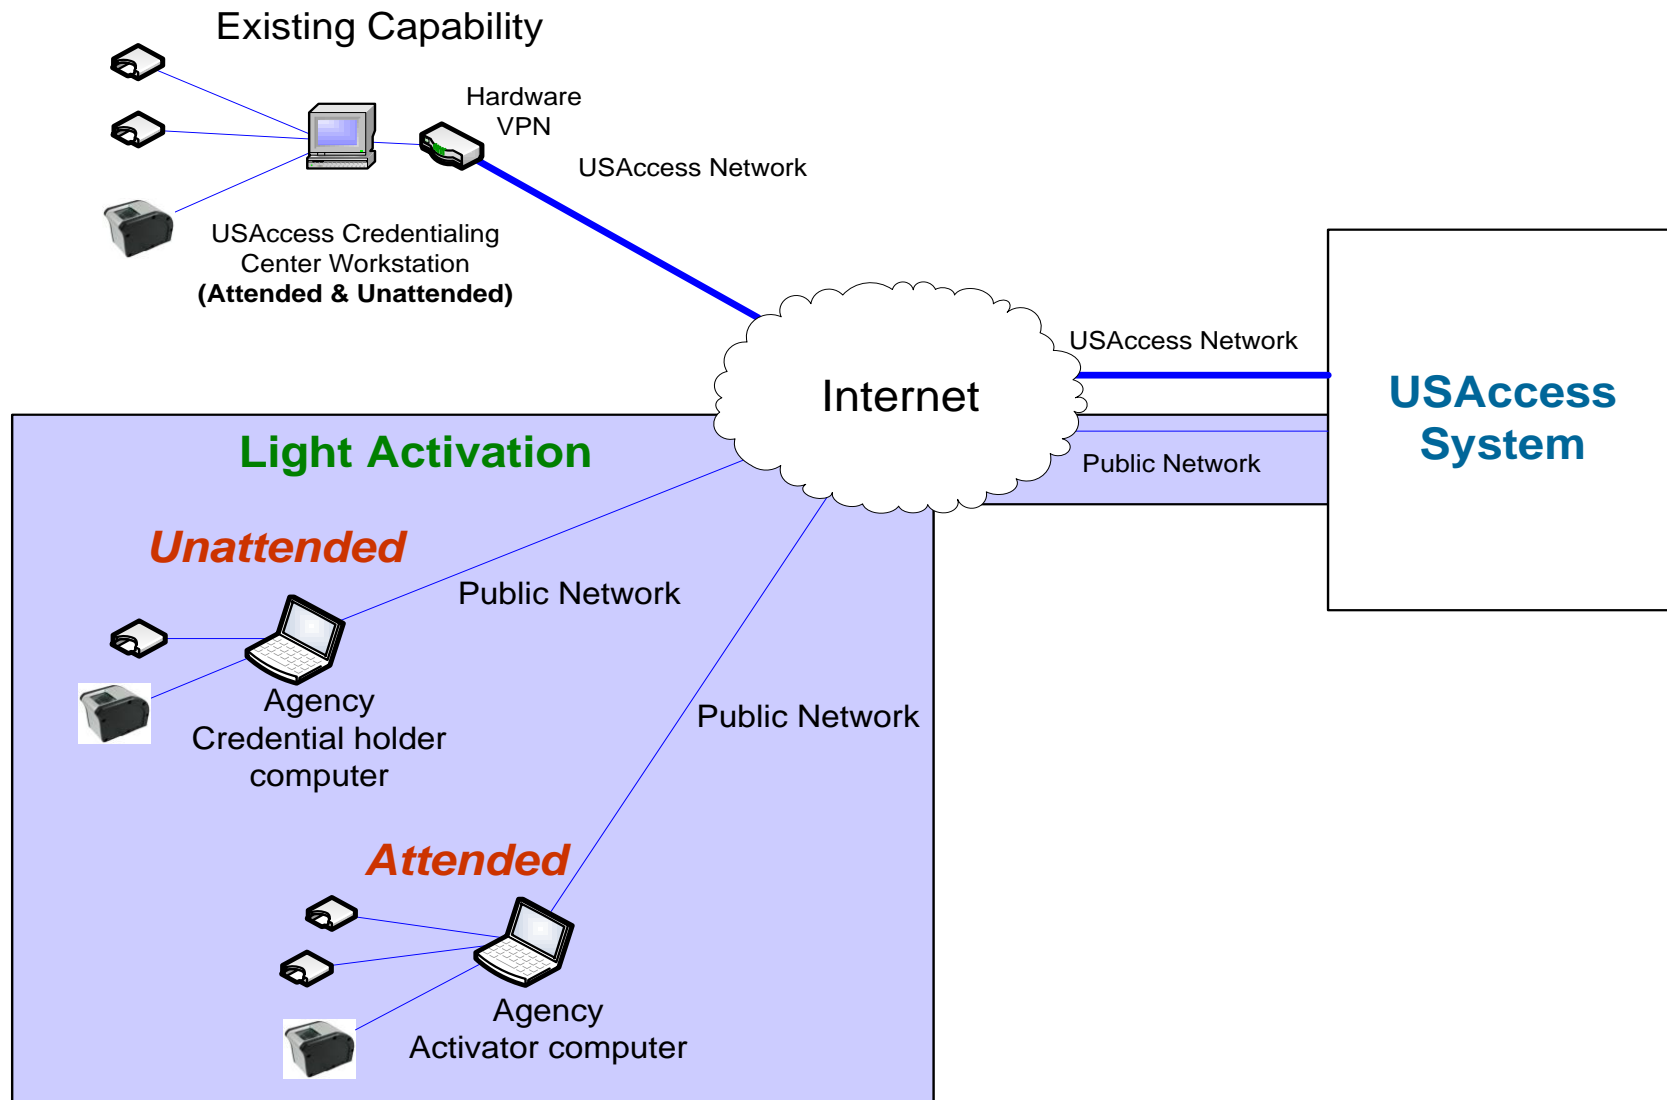 Existing Capability
Hardware
VPN
USAccess Network
USAccess Credentialing
Center Workstation
(Attended & Unattended)
USAccess Network
Internet
USAccess
System
Public Network
Light Activation
Unattended
Public Network
Agency
Credential holder
computer
Public Network
Attended
Agency
Activator computer